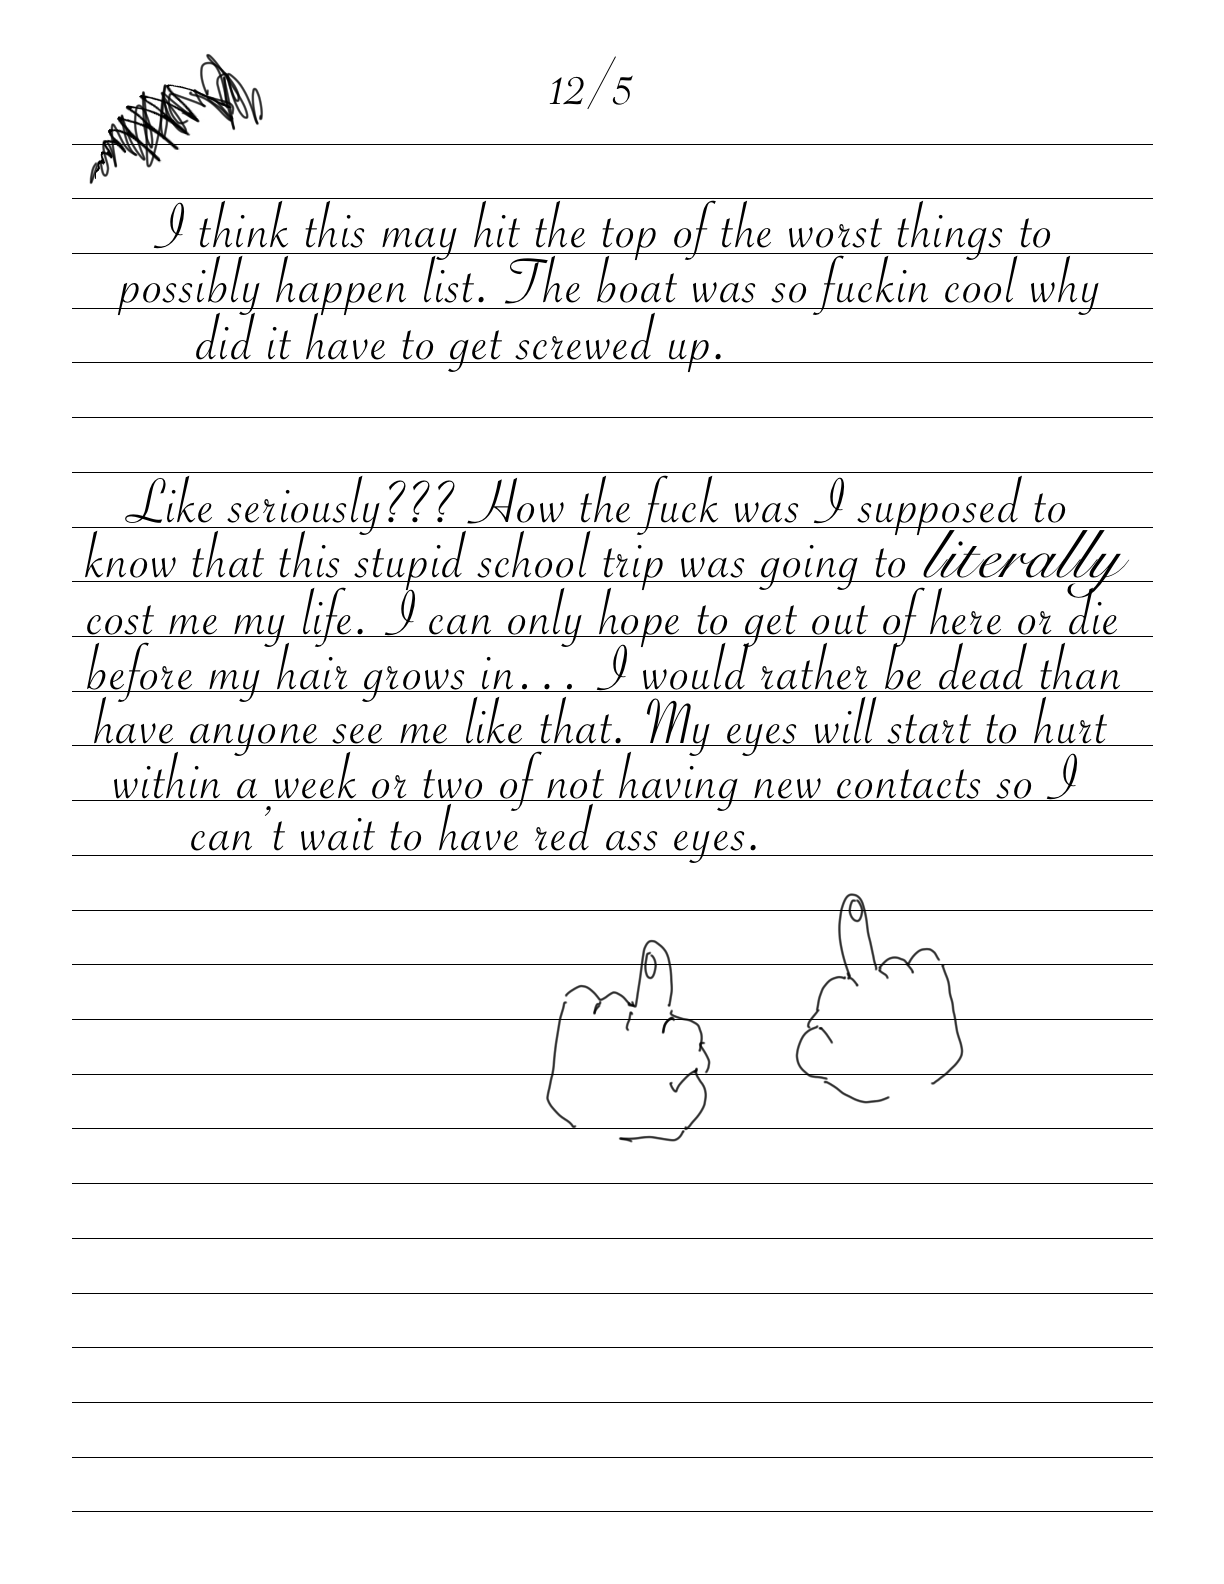 12/5
I think this may hit the top of the worst things to
possibly happen list. The boat was so fuckin cool why
did it have to get screwed up.
Like seriously??? How the fuck was I supposed to
know that this stupid school trip was going to literally
cost me my life. I can only hope to get out of here or die
before my hair grows in... I would rather be dead than
have anyone see me like that. My eyes will start to hurt
within a week or two of not having new contacts so I
can't wait to have red ass eyes.